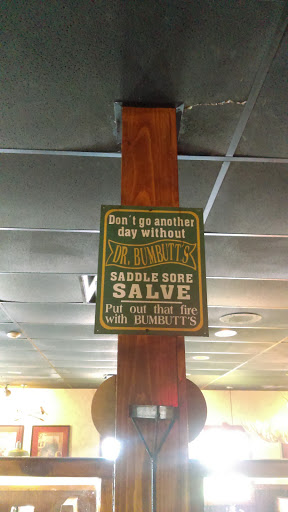 Don't go another
day without
DR. BUMBUTT'S
SADDLE SORE
SALVE
Put out that fire
with BUMBUTT'S